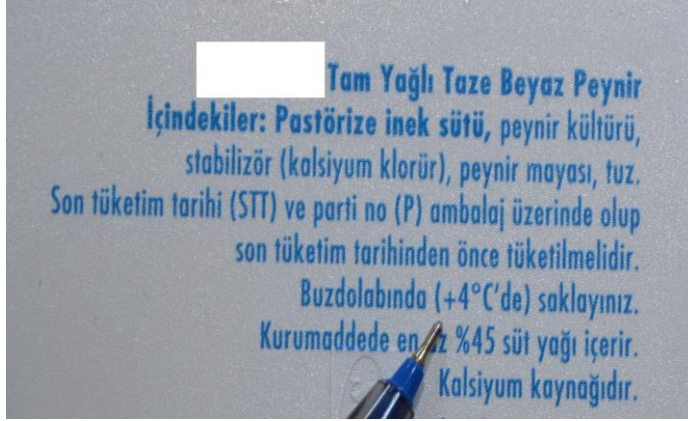 Tam Yağlı Taze Beyaz Peynir
İçindekiler: Pastörize inek sütü, peynir kültürü,
stabilizör (kalsiyum klorür), peynir mayası, tuz.
Son tüketim tarihi (STT) ve parti no (P) ambalaj üzerinde olup
son tüketim tarihinden önce tüketilmelidir.
Buzdolabında (+4°C'de) saklayınız.
Kurumaddede en %45 süt yağı içerir.
Kalsiyum kaynağıdır.